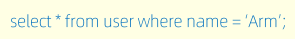 select * from user where name = 'Arm';